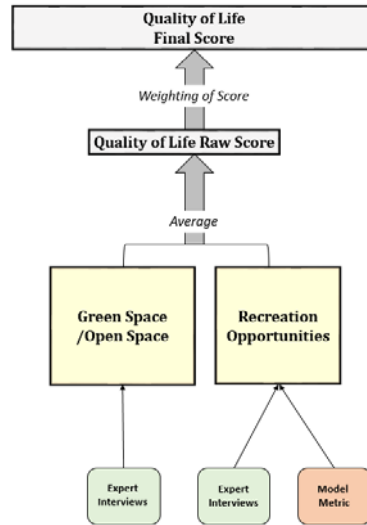 Quality of Life
Final Score
Weighting of Score
Quality of Life Raw Score
Average
Green Space
/Open Space
Recreation
Opportunities
Expert
Interviews
Expert
Interviews
Model
Metric